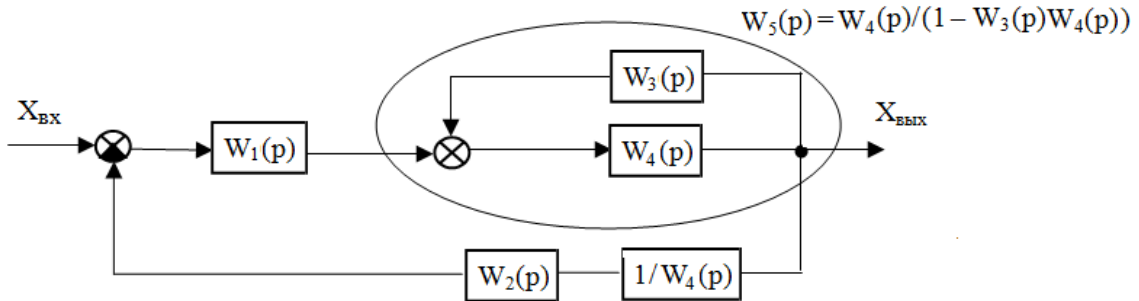 W₅(p) = W₄(p)/(1 – W₃(p)W₄(p))
W₃(p)
Xвх
Xвых
W₁(p)
W₄(p)
W₂(p)
1/W₄(p)